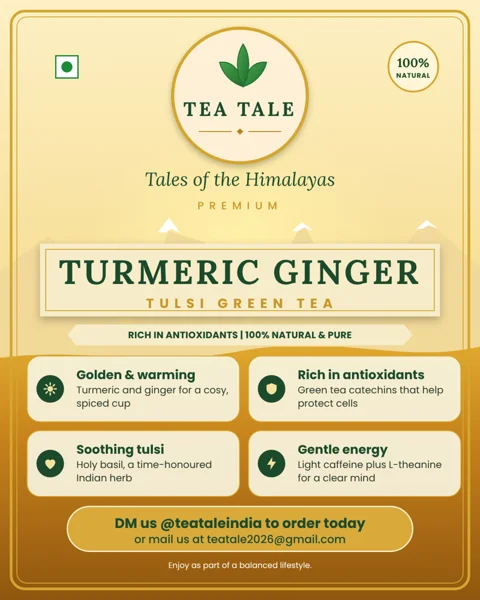 100%
NATURAL
TEA TALE
Tales of the Himalayas
PREMIUM
TURMERIC GINGER
TULSI GREEN TEA
RICH IN ANTIOXIDANTS | 100% NATURAL & PURE
Golden & warming
Turmeric and ginger for a cosy,
spiced cup
Rich in antioxidants
Green tea catechins that help
protect cells
Soothing tulsi
Holy basil, a time-honoured
Indian herb
Gentle energy
Light caffeine plus L-theanine
for a clear mind
DM us @teataleindia to order today
or mail us at teatale2026@gmail.com
Enjoy as part of a balanced lifestyle.